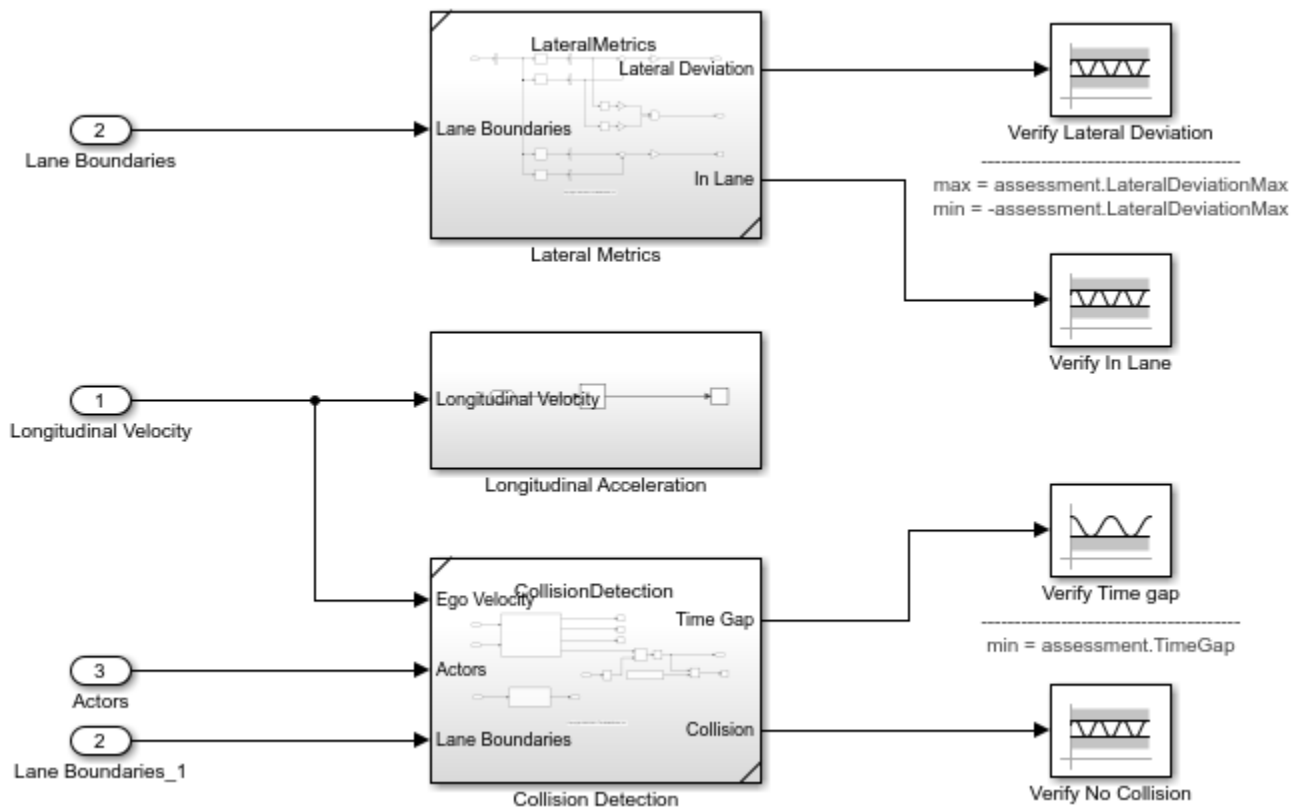 LateralMetrics
Lateral Deviation
2
Lane Boundaries
Lane Boundaries
In Lane
Lateral Metrics
Verify Lateral Deviation
max = assessment.LateralDeviationMax
min = -assessment.LateralDeviationMax
Verify In Lane
1
Longitudinal Velocity
Longitudinal Velocity
Longitudinal Acceleration
CollisionDetection
Ego Velocity
Time Gap
Verify Time gap
min = assessment.TimeGap
3
Actors
Actors
2
Lane Boundaries_1
Lane Boundaries
Collision
Collision Detection
Verify No Collision